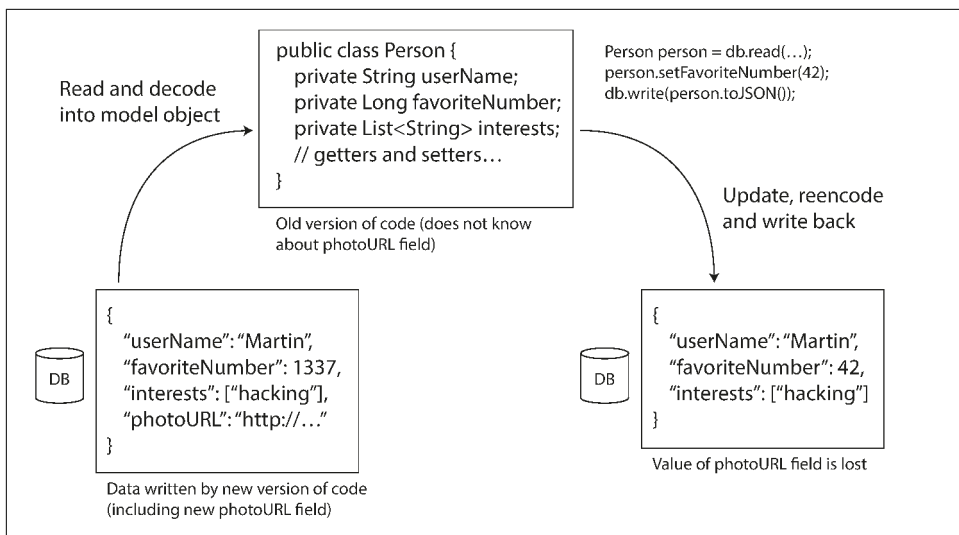 Read and decode
into model object
public class Person {
private String userName;
private Long favoriteNumber;
private List<String> interests;
// getters and setters…
}
Old version of code (does not know
about photoURL field)
Person person = db.read(…);
person.setFavoriteNumber(42);
db.write(person.toJSON());
Update, reencode
and write back
DB
{
“userName”: “Martin”,
“favoriteNumber”: 1337,
“interests”: [“hacking”],
“photoURL”: “http://…”
}
Data written by new version of code
(including new photoURL field)
DB
{
“userName”: “Martin”,
“favoriteNumber”: 42,
“interests”: [“hacking”]
}
Value of photoURL field is lost